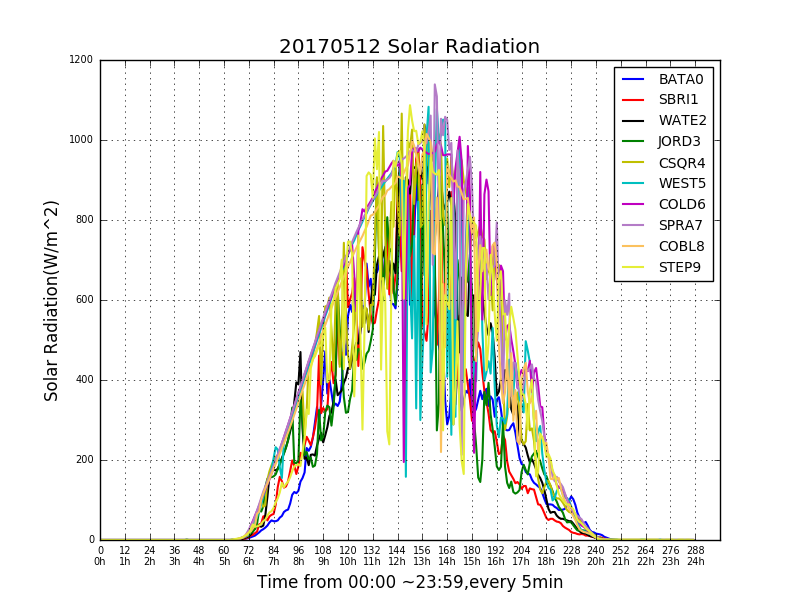 20170512 Solar Radiation
1200
1000
800
600
400
200
0
Solar Radiation(W/m^2)
BATA0
SBRI1
WATE2
JORD3
CSQR4
WEST5
COLD6
SPRA7
COBL8
STEP9
0 12 24 36 48 60 72 84 96 108 120 132 144 156 168 180 192 204 216 228 240 252 264 276 288
0h 1h 2h 3h 4h 5h 6h 7h 8h 9h 10h 11h 12h 13h 14h 15h 16h 17h 18h 19h 20h 21h 22h 23h 24h
Time from 00:00 ~23:59,every 5min